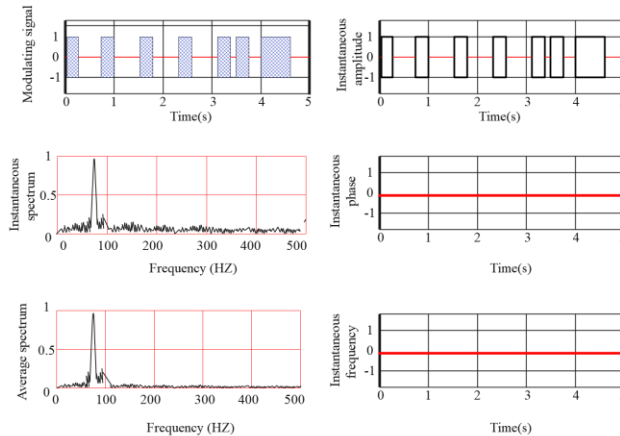 Modulating signal
1
0
-1
0 1 2 3 4 5
Time(s)
Instantaneous
amplitude
1
0
-1
0 1 2 3 4
Time(s)
Instantaneous
spectrum
1
0.5
0
0 100 200 300 400 500
Frequency (HZ)
Instantaneous
phase
1
0
-1
0 1 2 3 4
Time(s)
Average spectrum
1
0.5
0
0 100 200 300 400 500
Frequency (HZ)
Instantaneous
frequency
1
0
-1
0 1 2 3 4
Time(s)